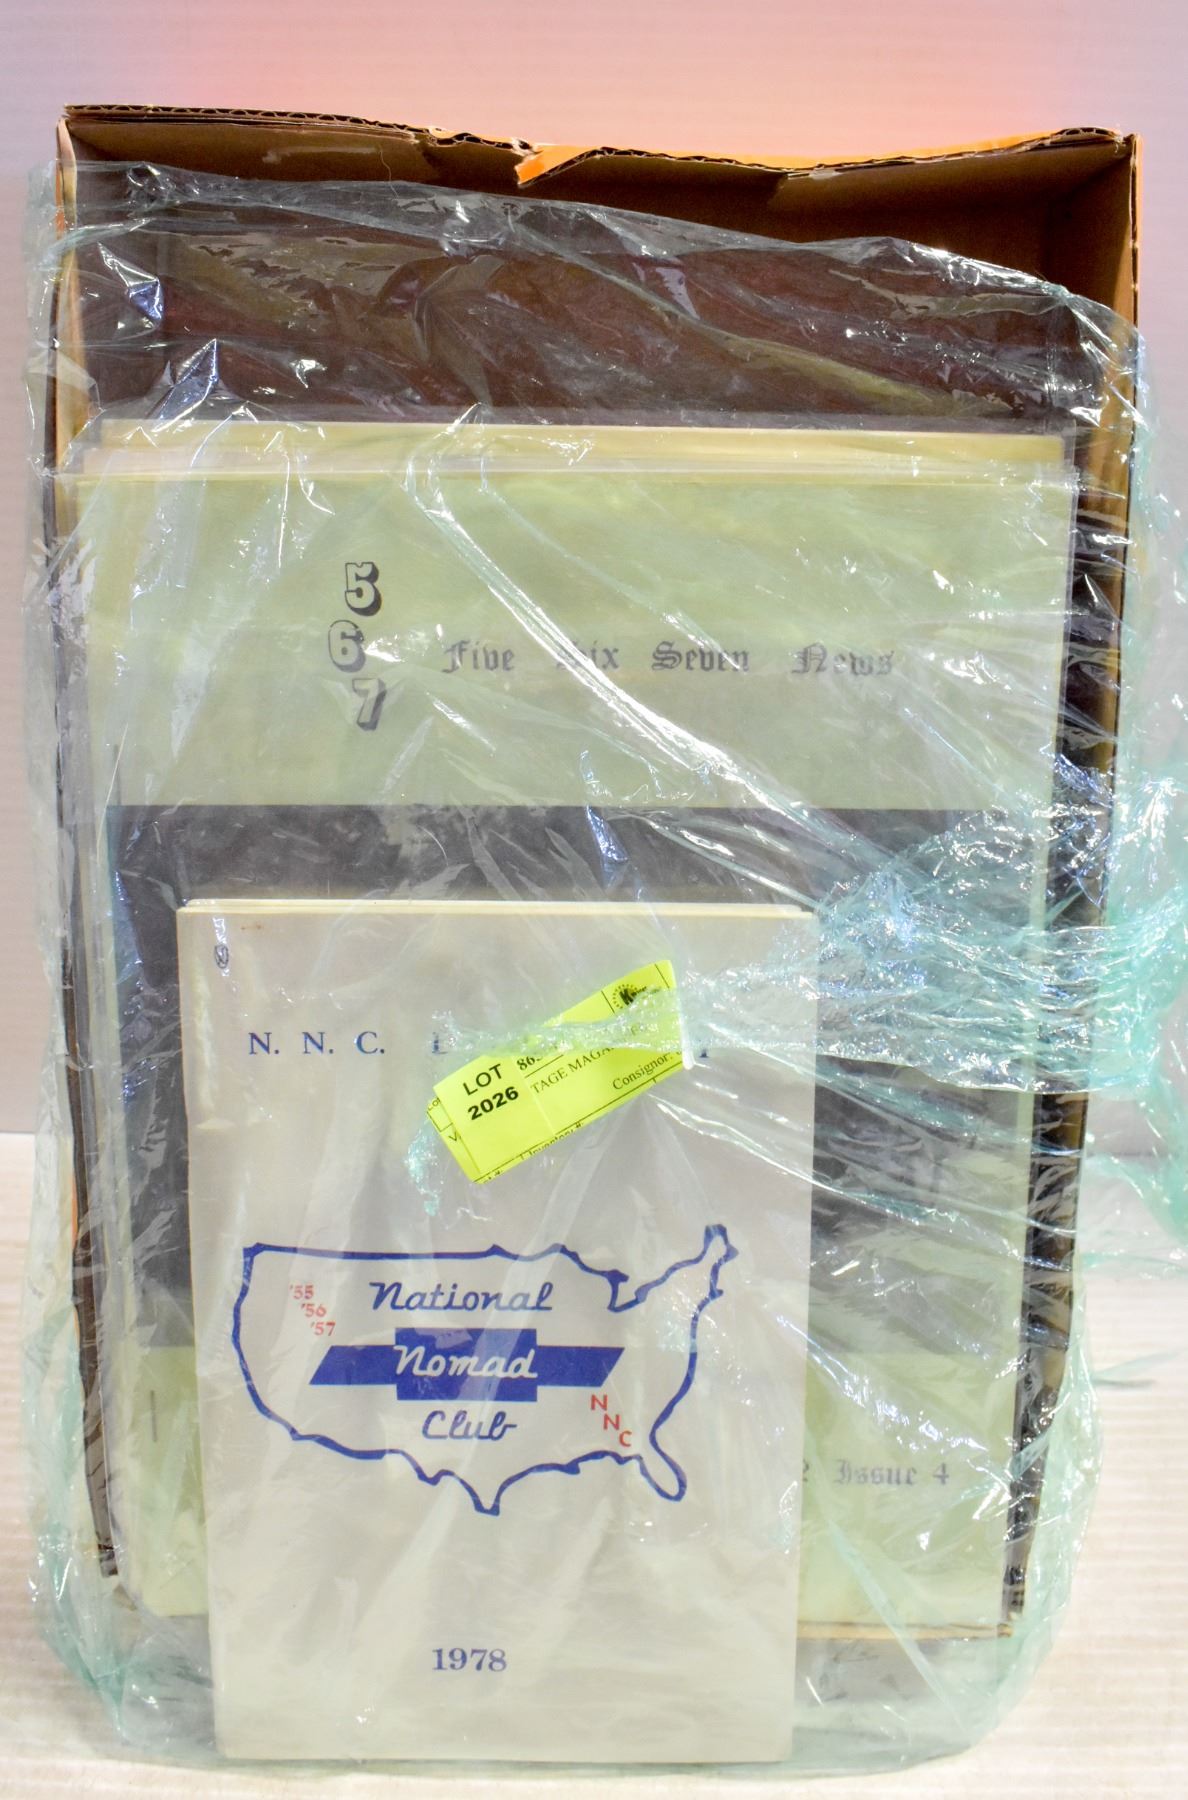 5
6
7
Five Six Seven News
N. N. C.
LOT
2026
TAGE MAGA
Consignor:
'55
'56
'57
National
Nomad
Club
N
N
C
Issue 4
1978